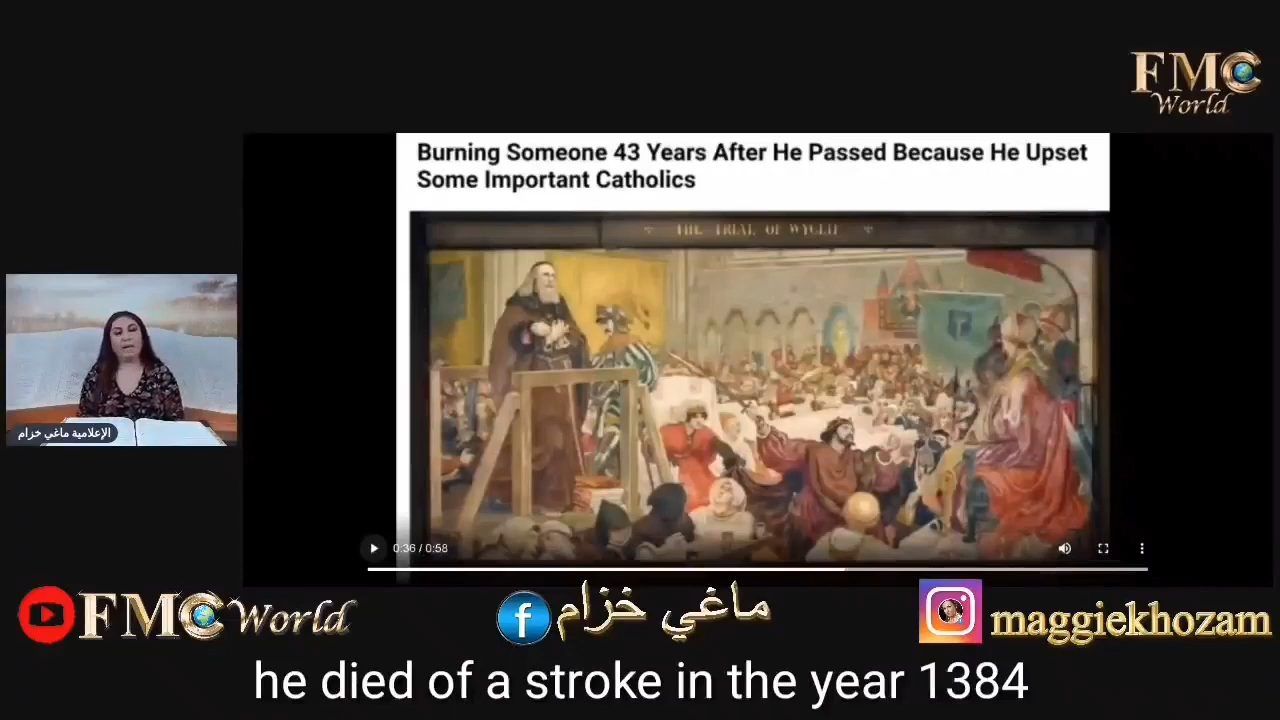 FMC
World
Burning Someone 43 Years After He Passed Because He Upset
Some Important Catholics
THE TRIAL OF WYCLIF
الإعلامية ماغي خزام
0:36 / 0:58
FMC World
ماغي خزام
maggiekhozam
he died of a stroke in the year 1384